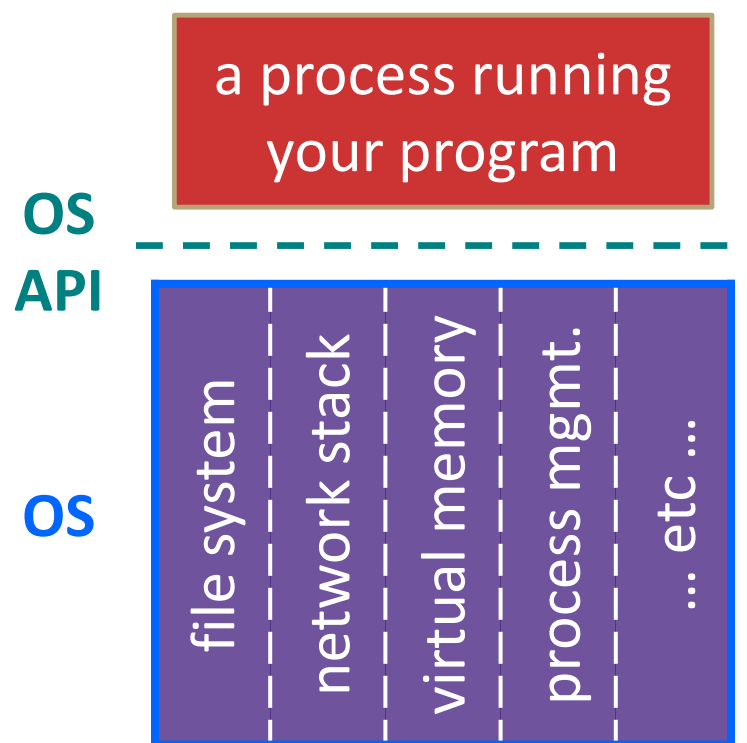 a process running
your program
OS
API
OS
file system
network stack
virtual memory
process mgmt.
... etc ...